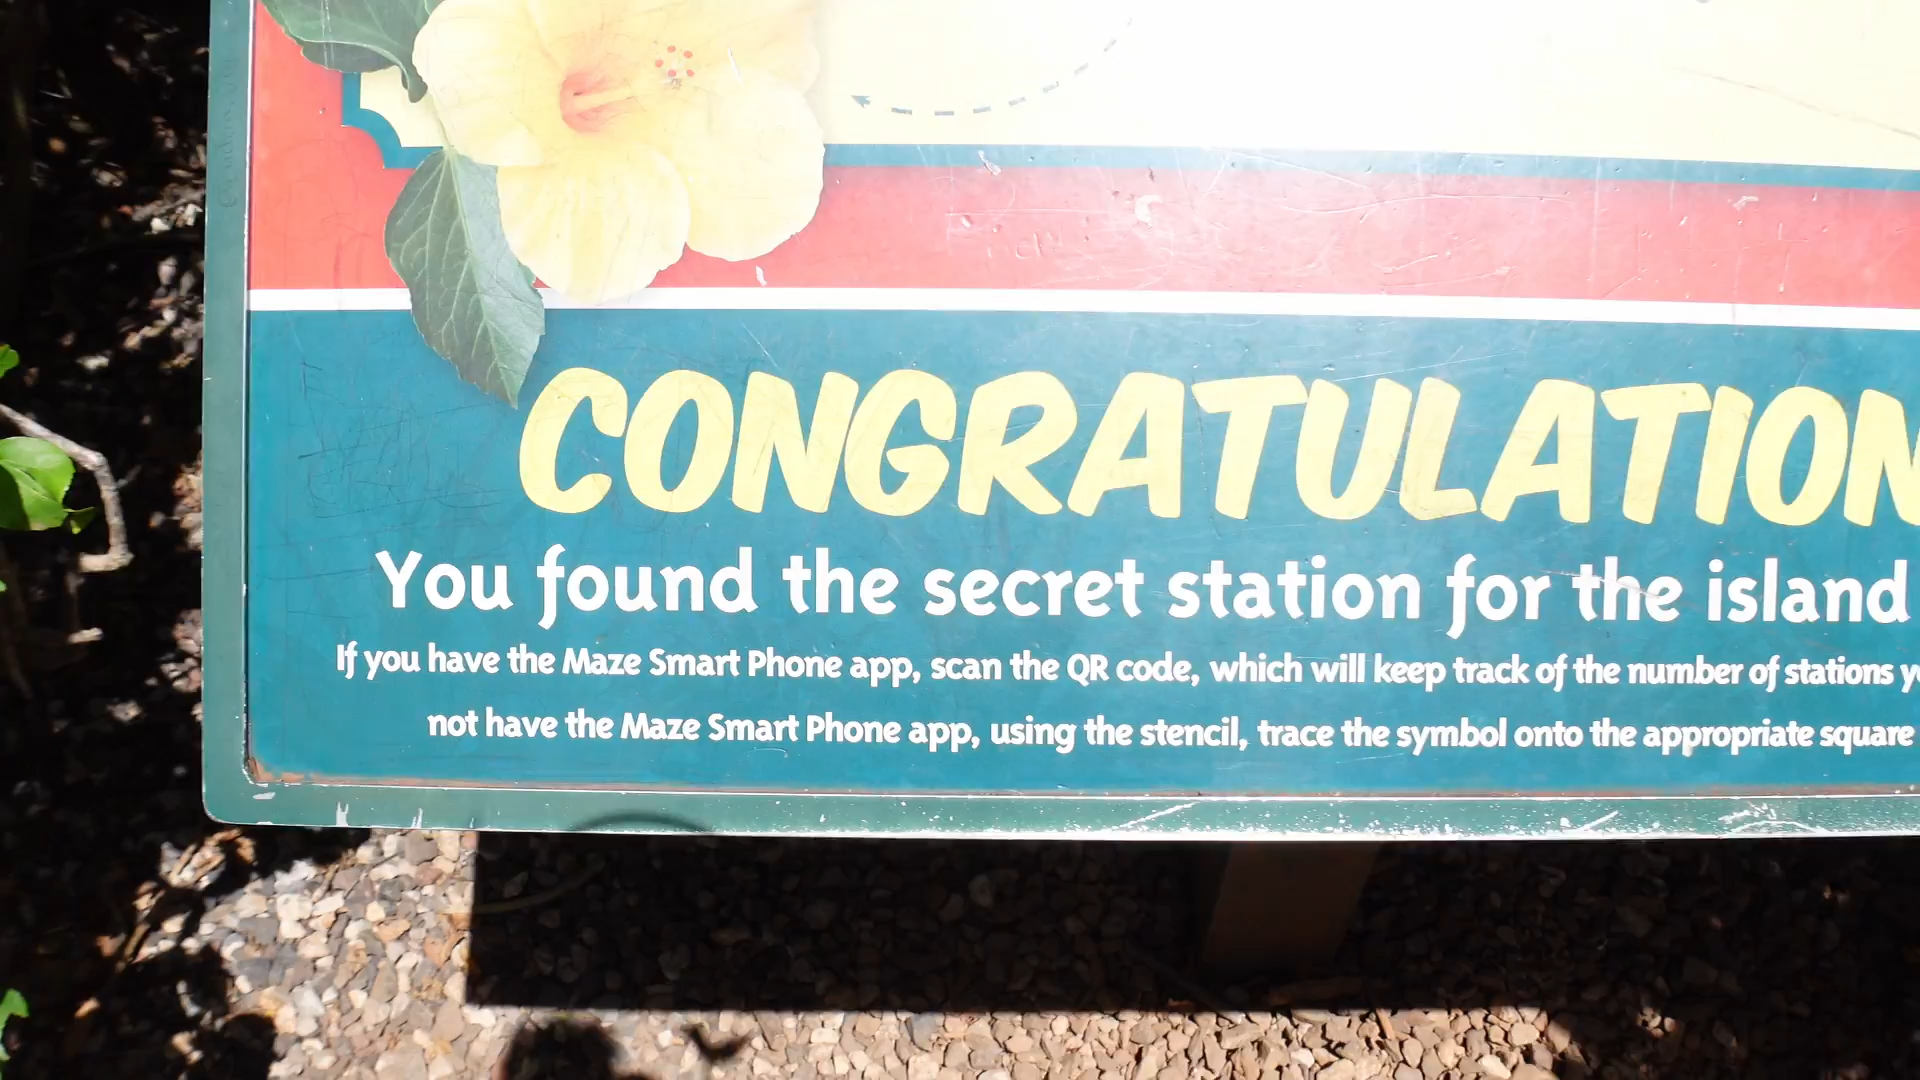 CONGRATULATION
You found the secret station for the island
If you have the Maze Smart Phone app, scan the QR code, which will keep track of the number of stations
not have the Maze Smart Phone app, using the stencil, trace the symbol onto the appropriate square